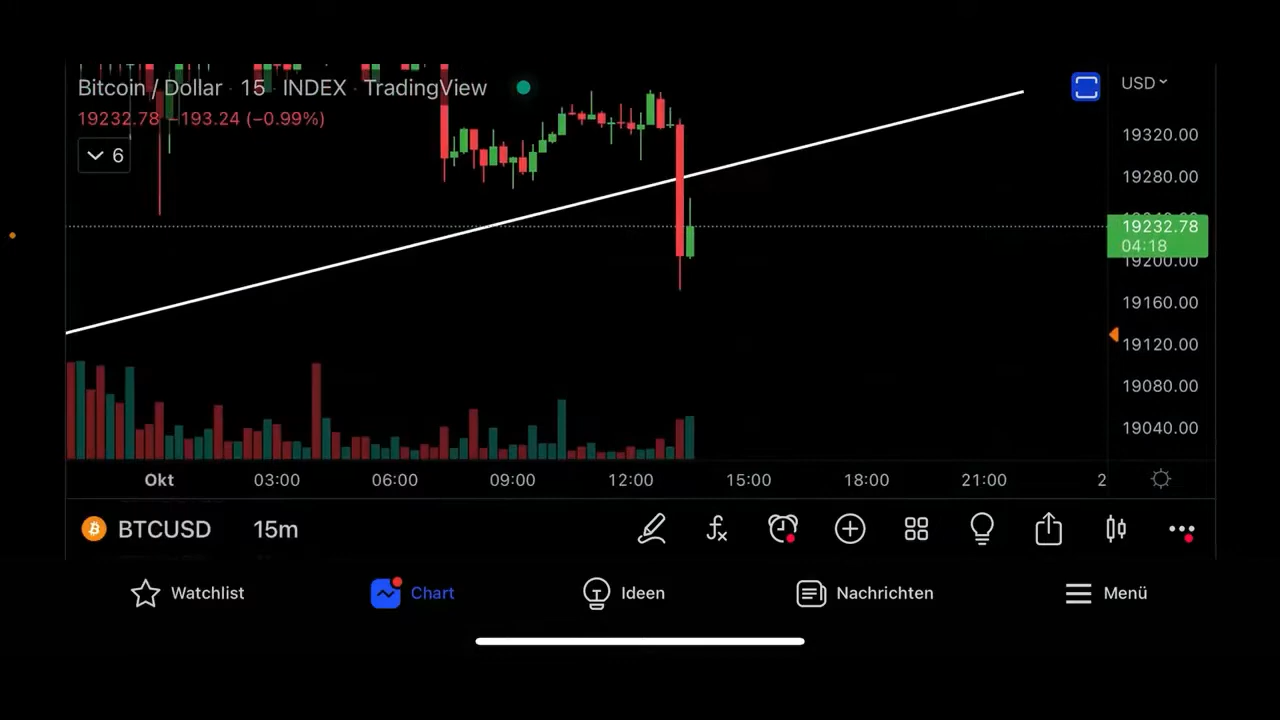 Bitcoin / Dollar · 15 · INDEX · TradingView
USD
19232.78 −193.24 (−0.99%)
6
19320.00
19280.00
19232.78
04:18
19200.00
19160.00
19120.00
19080.00
19040.00
Okt 03:00 06:00 09:00 12:00 15:00 18:00 21:00 2
BTCUSD 15m
Watchlist Chart Ideen Nachrichten Menü